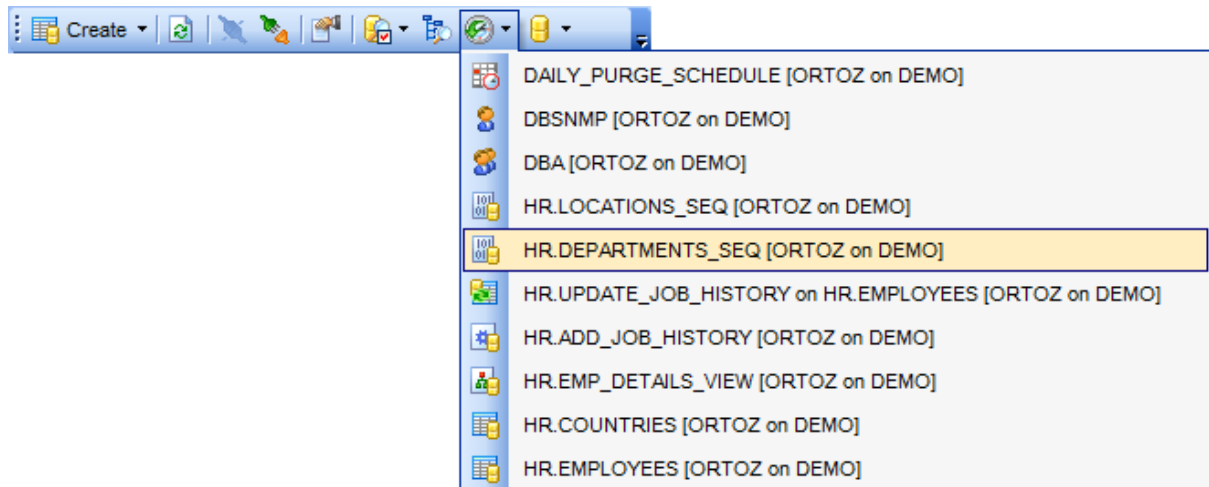 Create
DAILY_PURGE_SCHEDULE [ORTOZ on DEMO]
DBSNMP [ORTOZ on DEMO]
DBA [ORTOZ on DEMO]
HR.LOCATIONS_SEQ [ORTOZ on DEMO]
HR.DEPARTMENTS_SEQ [ORTOZ on DEMO]
HR.UPDATE_JOB_HISTORY on HR.EMPLOYEES [ORTOZ on DEMO]
HR.ADD_JOB_HISTORY [ORTOZ on DEMO]
HR.EMP_DETAILS_VIEW [ORTOZ on DEMO]
HR.COUNTRIES [ORTOZ on DEMO]
HR.EMPLOYEES [ORTOZ on DEMO]